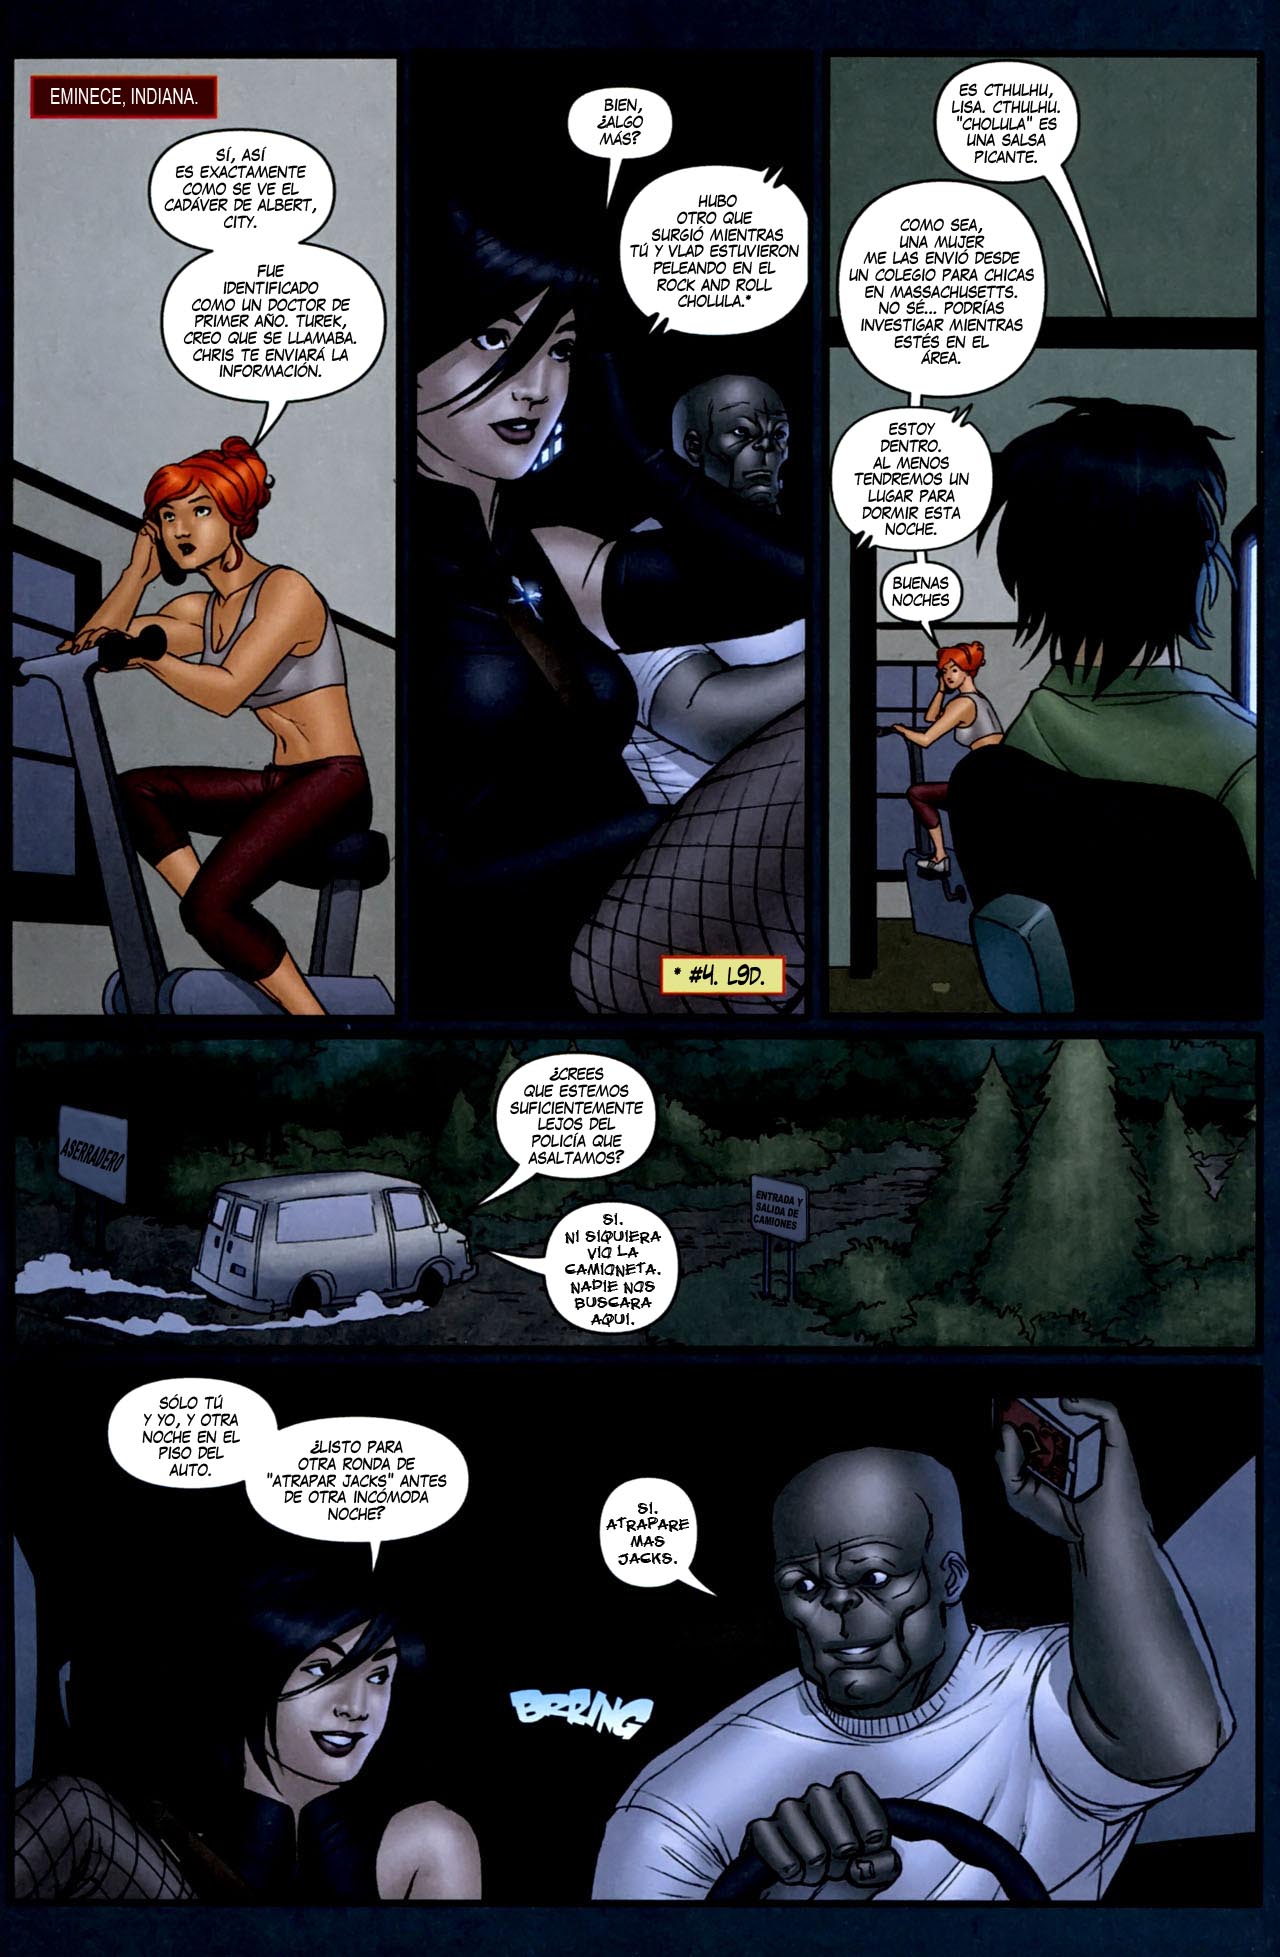 EMINECE, INDIANA.
SÍ, ASÍ
ES EXACTAMENTE
COMO SE VE EL
CADÁVER DE ALBERT,
CITY.
FUE
IDENTIFICADO
COMO UN DOCTOR DE
PRIMER AÑO. TUREK,
CREO QUE SE LLAMABA.
CHRIS TE ENVIARÁ LA
INFORMACIÓN.
BIEN,
¿ALGO
MÁS?
HUBO
OTRO QUE
SURGIÓ MIENTRAS
TÚ Y VLAD ESTUVIERON
PELEANDO EN EL
ROCK AND ROLL
CHOLULA.*
* #4. L9D.
ES CTHULHU,
LISA. CTHULHU.
"CHOLULA" ES
UNA SALSA
PICANTE.
COMO SEA,
UNA MUJER
ME LAS ENVIÓ DESDE
UN COLEGIO PARA CHICAS
EN MASSACHUSETTS.
NO SÉ... PODRÍAS
INVESTIGAR MIENTRAS
ESTÉS EN EL
ÁREA.
ESTOY
DENTRO.
AL MENOS
TENDREMOS UN
LUGAR PARA
DORMIR ESTA
NOCHE.
BUENAS
NOCHES
ASERRADERO
¿CREES
QUE ESTEMOS
SUFICIENTEMENTE
LEJOS DEL
POLICÍA QUE
ASALTAMOS?
SI.
NI SIQUIERA
VIO LA
CAMIONETA.
NADIE NOS
BUSCARA
AQUI.
ENTRADA Y
SALIDA DE
CAMIONES
SÓLO TÚ
Y YO, Y OTRA
NOCHE EN EL
PISO DEL
AUTO.
¿LISTO PARA
OTRA RONDA DE
"ATRAPAR JACKS" ANTES
DE OTRA INCÓMODA
NOCHE?
SI.
ATRAPARE
MAS
JACKS.
BRRING